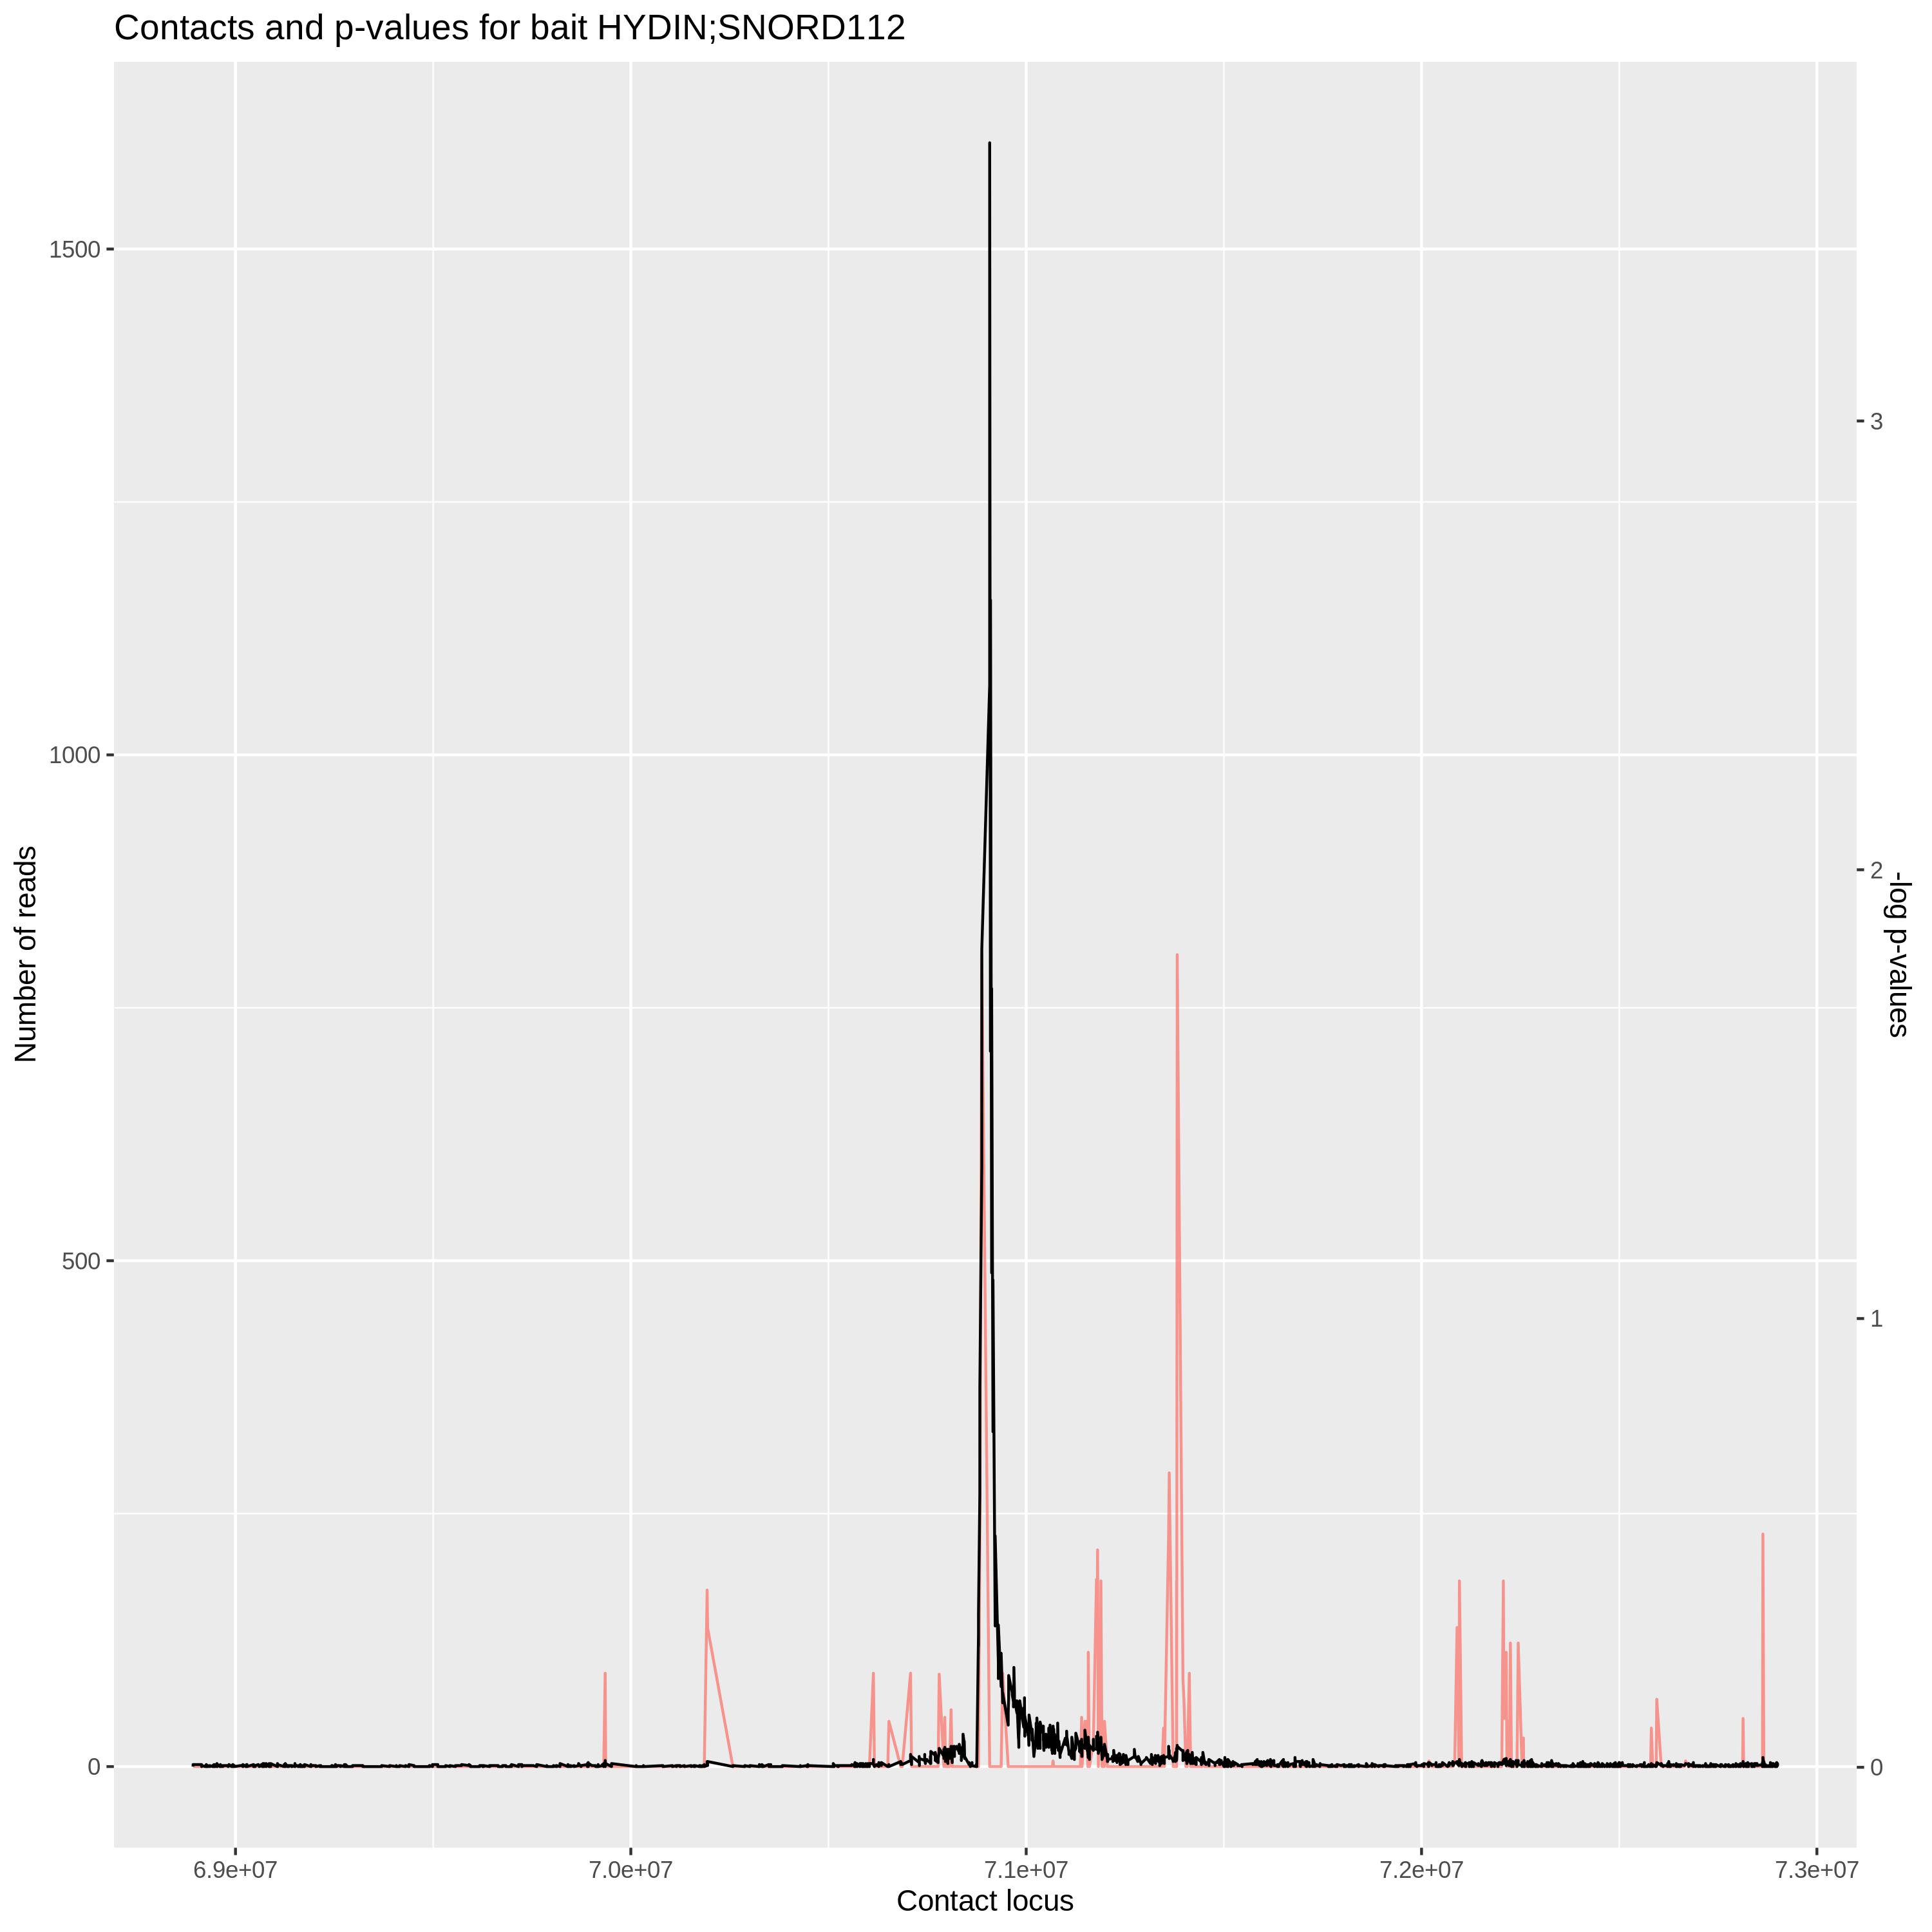 Contacts and p-values for bait HYDIN;SNORD112
1500
1000
500
0
Number of reads
3
2
1
0
-log p-values
6.9e+07
7.0e+07
7.1e+07
7.2e+07
7.3e+07
Contact locus